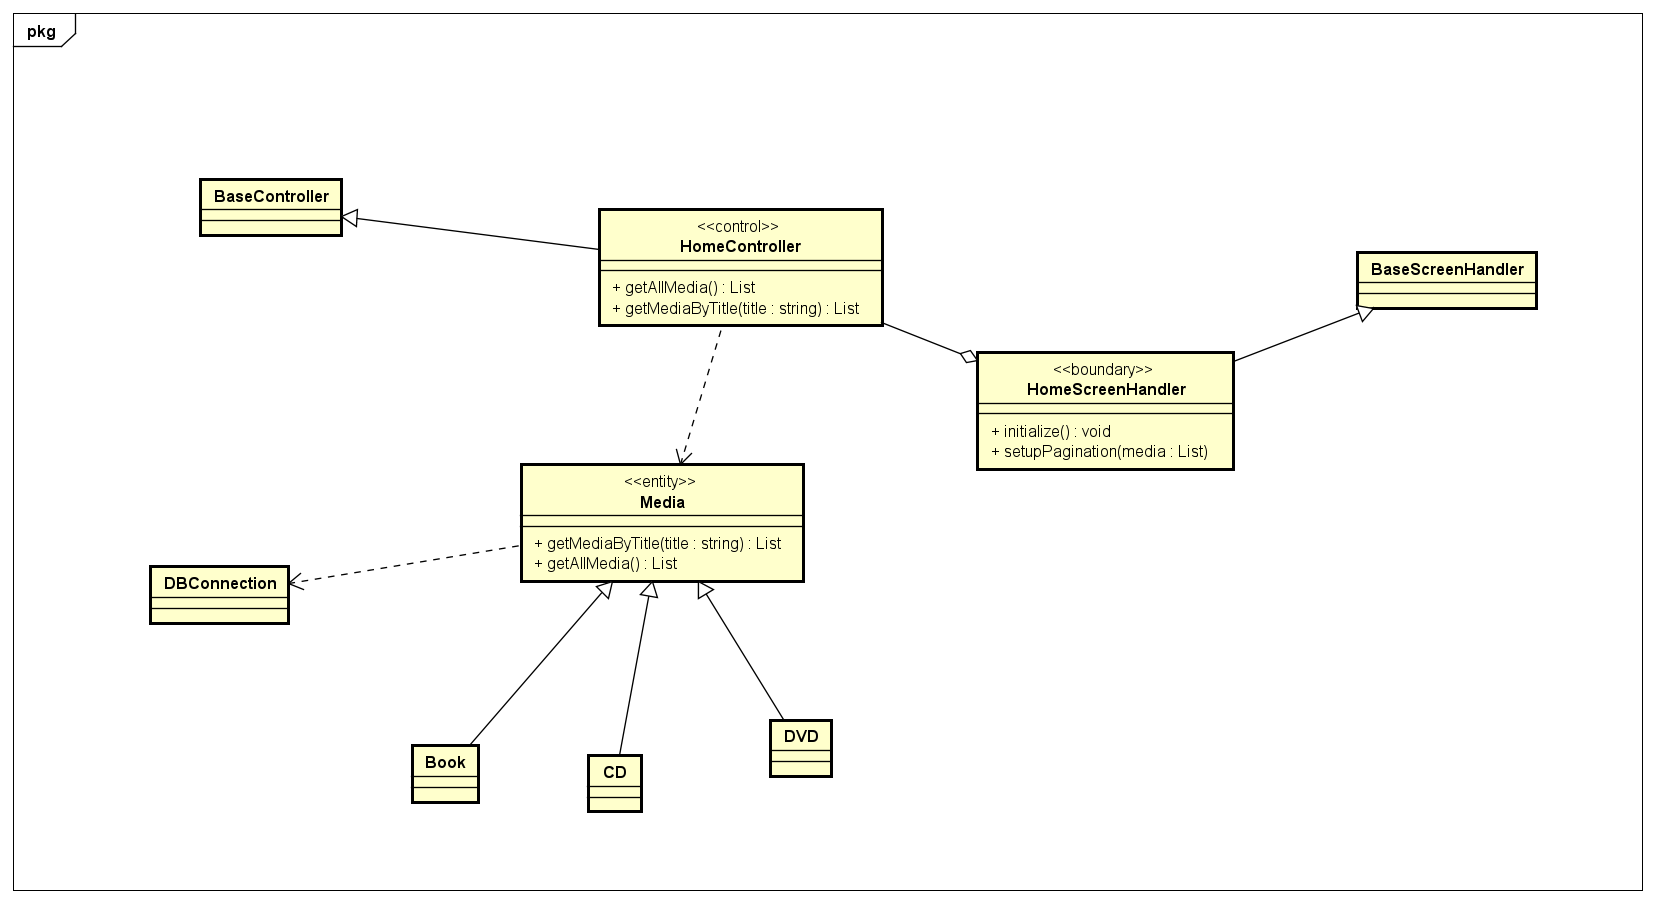 pkg
BaseController
<<control>>
HomeController
+ getAllMedia() : List
+ getMediaByTitle(title : string) : List
BaseScreenHandler
<<boundary>>
HomeScreenHandler
+ initialize() : void
+ setupPagination(media : List)
<<entity>>
Media
+ getMediaByTitle(title : string) : List
+ getAllMedia() : List
DBConnection
Book
CD
DVD